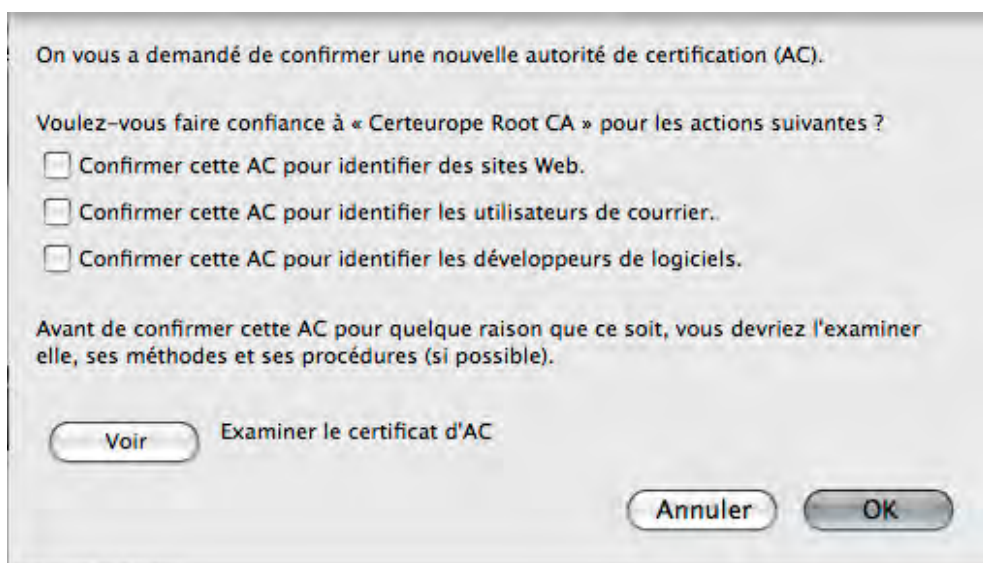 On vous a demandé de confirmer une nouvelle autorité de certification (AC).
Voulez-vous faire confiance à « Certeurope Root CA » pour les actions suivantes ?
Confirmer cette AC pour identifier des sites Web.
Confirmer cette AC pour identifier les utilisateurs de courrier.
Confirmer cette AC pour identifier les développeurs de logiciels.
Avant de confirmer cette AC pour quelque raison que ce soit, vous devriez l'examiner
elle, ses méthodes et ses procédures (si possible).
Voir Examiner le certificat d'AC
Annuler OK